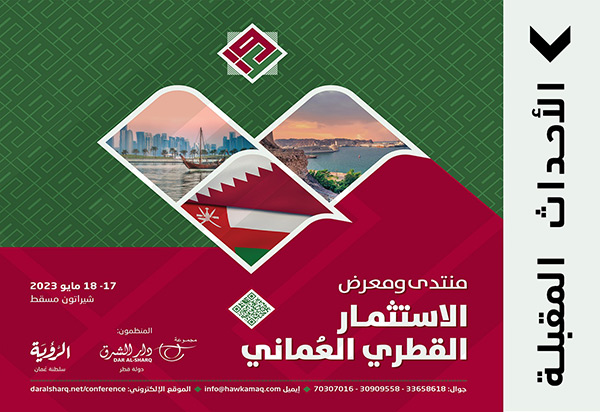 الأحداث المقبلة
منتدى ومعرض
الاستثمار
القطري العُماني
17- 18 مايو 2023
شيراتون مسقط
المنظمون:
مجموعة
دار الشرق
DAR AL-SHARQ
دولة قطر
الرؤية
سلطنة عُمان
جوال: 33658618 - 30909558 - 70307016 ◆ إيميل info@hawkamaq.com ◆ الموقع الإلكتروني: daralsharq.net/conference